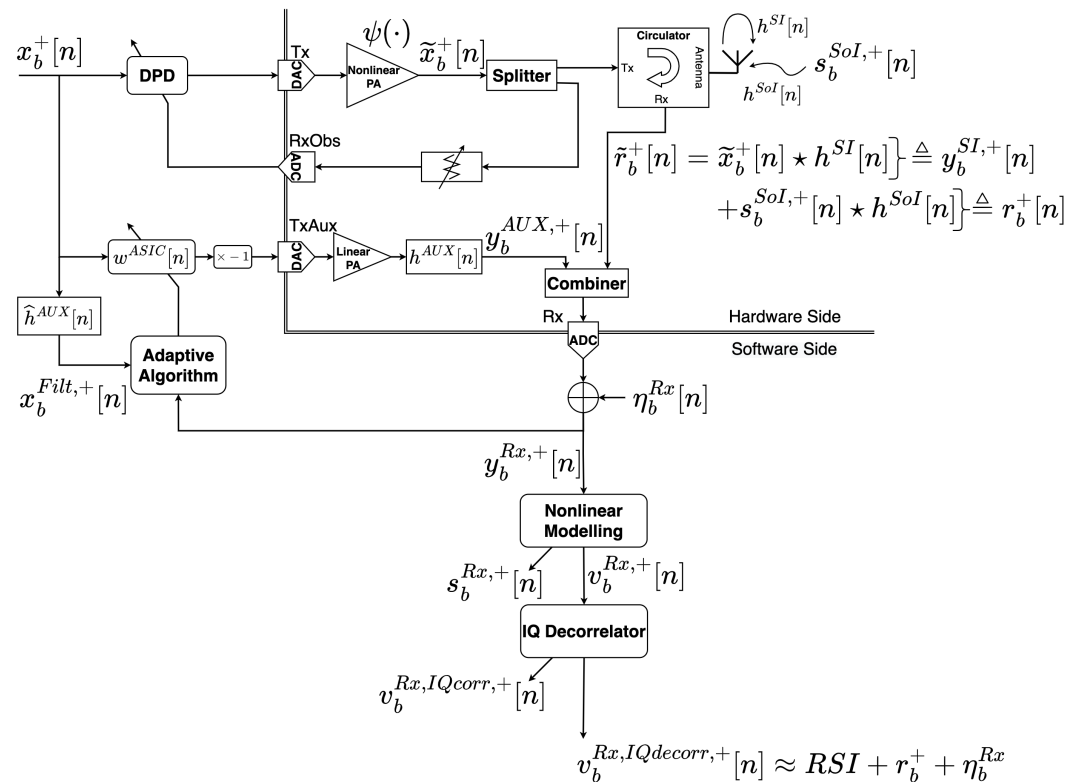 x_b^+[n]
DPD
Tx
DAC
ψ(·)
Nonlinear
PA
x̃_b^+[n]
Splitter
Circulator
Tx
Antenna
Rx
h^{SI}[n]
h^{SoI}[n]
s_b^{SoI,+}[n]
RxObs
ADC
r̃_b^+[n] = x̃_b^+[n] ⋆ h^{SI}[n]} ≜ y_b^{SI,+}[n]
+s_b^{SoI,+}[n] ⋆ h^{SoI}[n]} ≜ r_b^+[n]
w^{ASIC}[n]
× − 1
TxAux
DAC
Linear
PA
h^{AUX}[n]
y_b^{AUX,+}[n]
Combiner
ĥ^{AUX}[n]
Rx
ADC
Hardware Side
Software Side
Adaptive
Algorithm
x_b^{Filt,+}[n]
η_b^{Rx}[n]
y_b^{Rx,+}[n]
Nonlinear
Modelling
s_b^{Rx,+}[n]
v_b^{Rx,+}[n]
IQ Decorrelator
v_b^{Rx,IQcorr,+}[n]
v_b^{Rx,IQdecorr,+}[n] ≈ RSI + r_b^+ + η_b^{Rx}